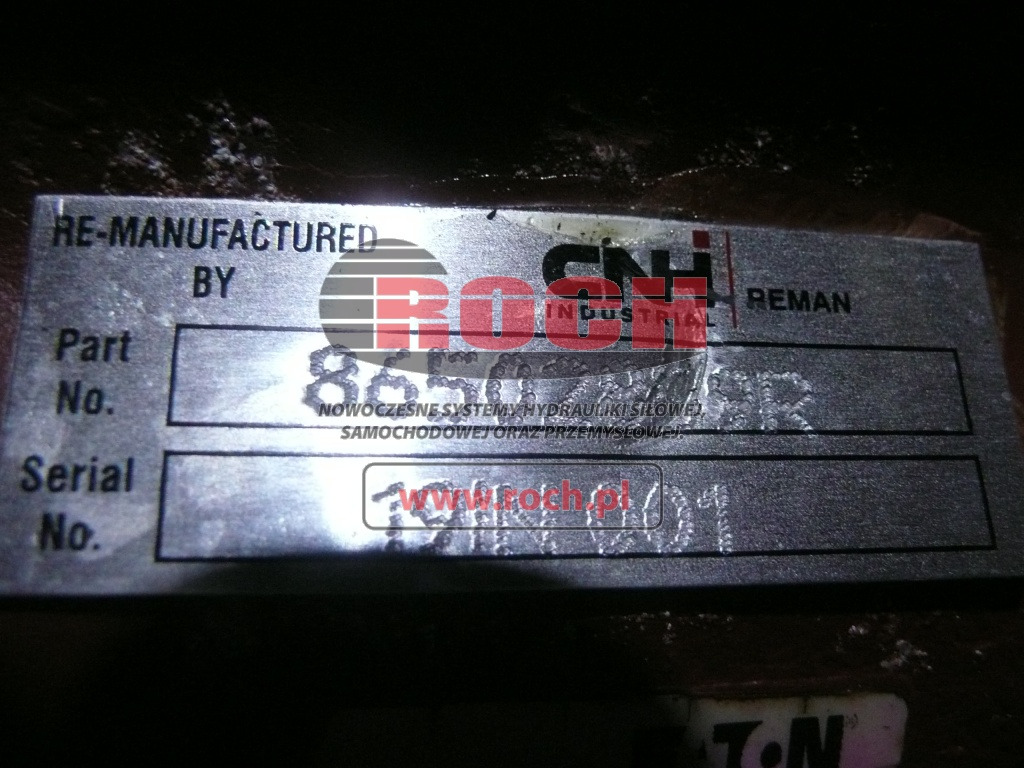 RE-MANUFACTURED
BY
CNH
INDUSTRIAL
REMAN
ROCH
Part
No.
NOWOCZESNE SYSTEMY HYDRAULIKI SIŁOWEJ,
SAMOCHODOWEJ ORAZ PRZEMYSŁOWEJ.
Serial
No.
www.roch.pl
EATON